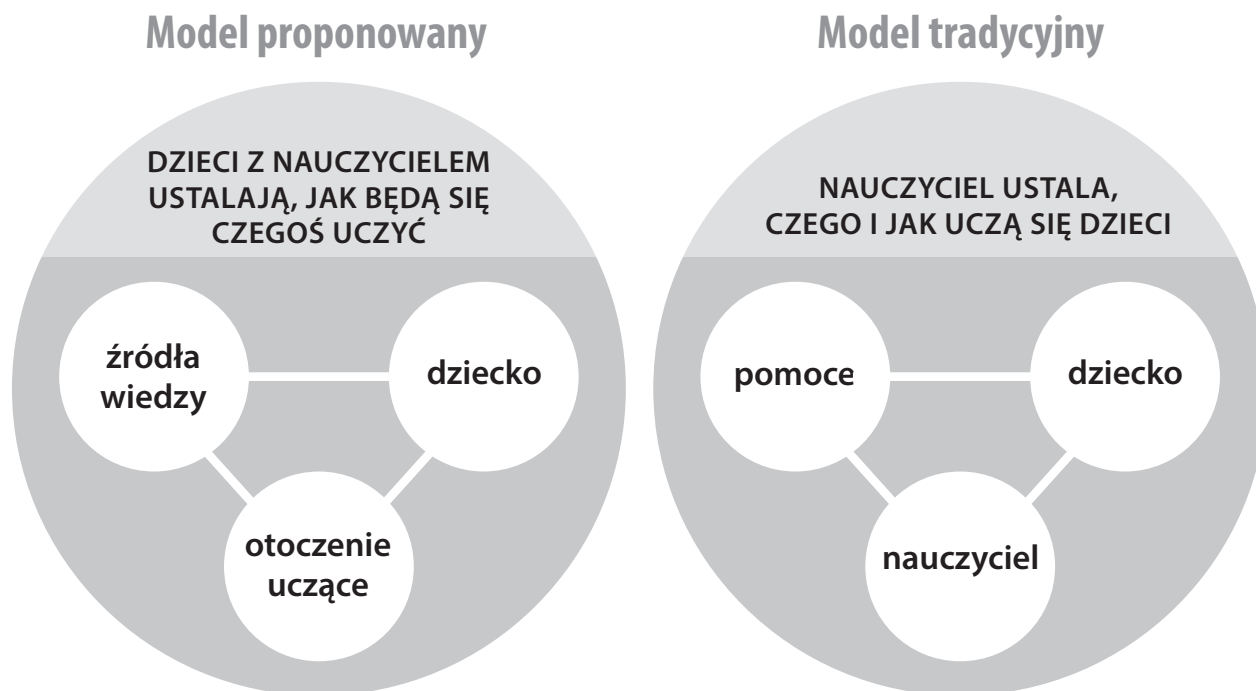 Model proponowany
DZIECI Z NAUCZYCIELEM
USTALAJĄ, JAK BĘDĄ SIĘ
CZEGOŚ UCZYĆ
źródła
wiedzy
dziecko
otoczenie
uczące
Model tradycyjny
NAUCZYCIEL USTALA,
CZEGO I JAK UCZĄ SIĘ DZIECI
pomoce
dziecko
nauczyciel